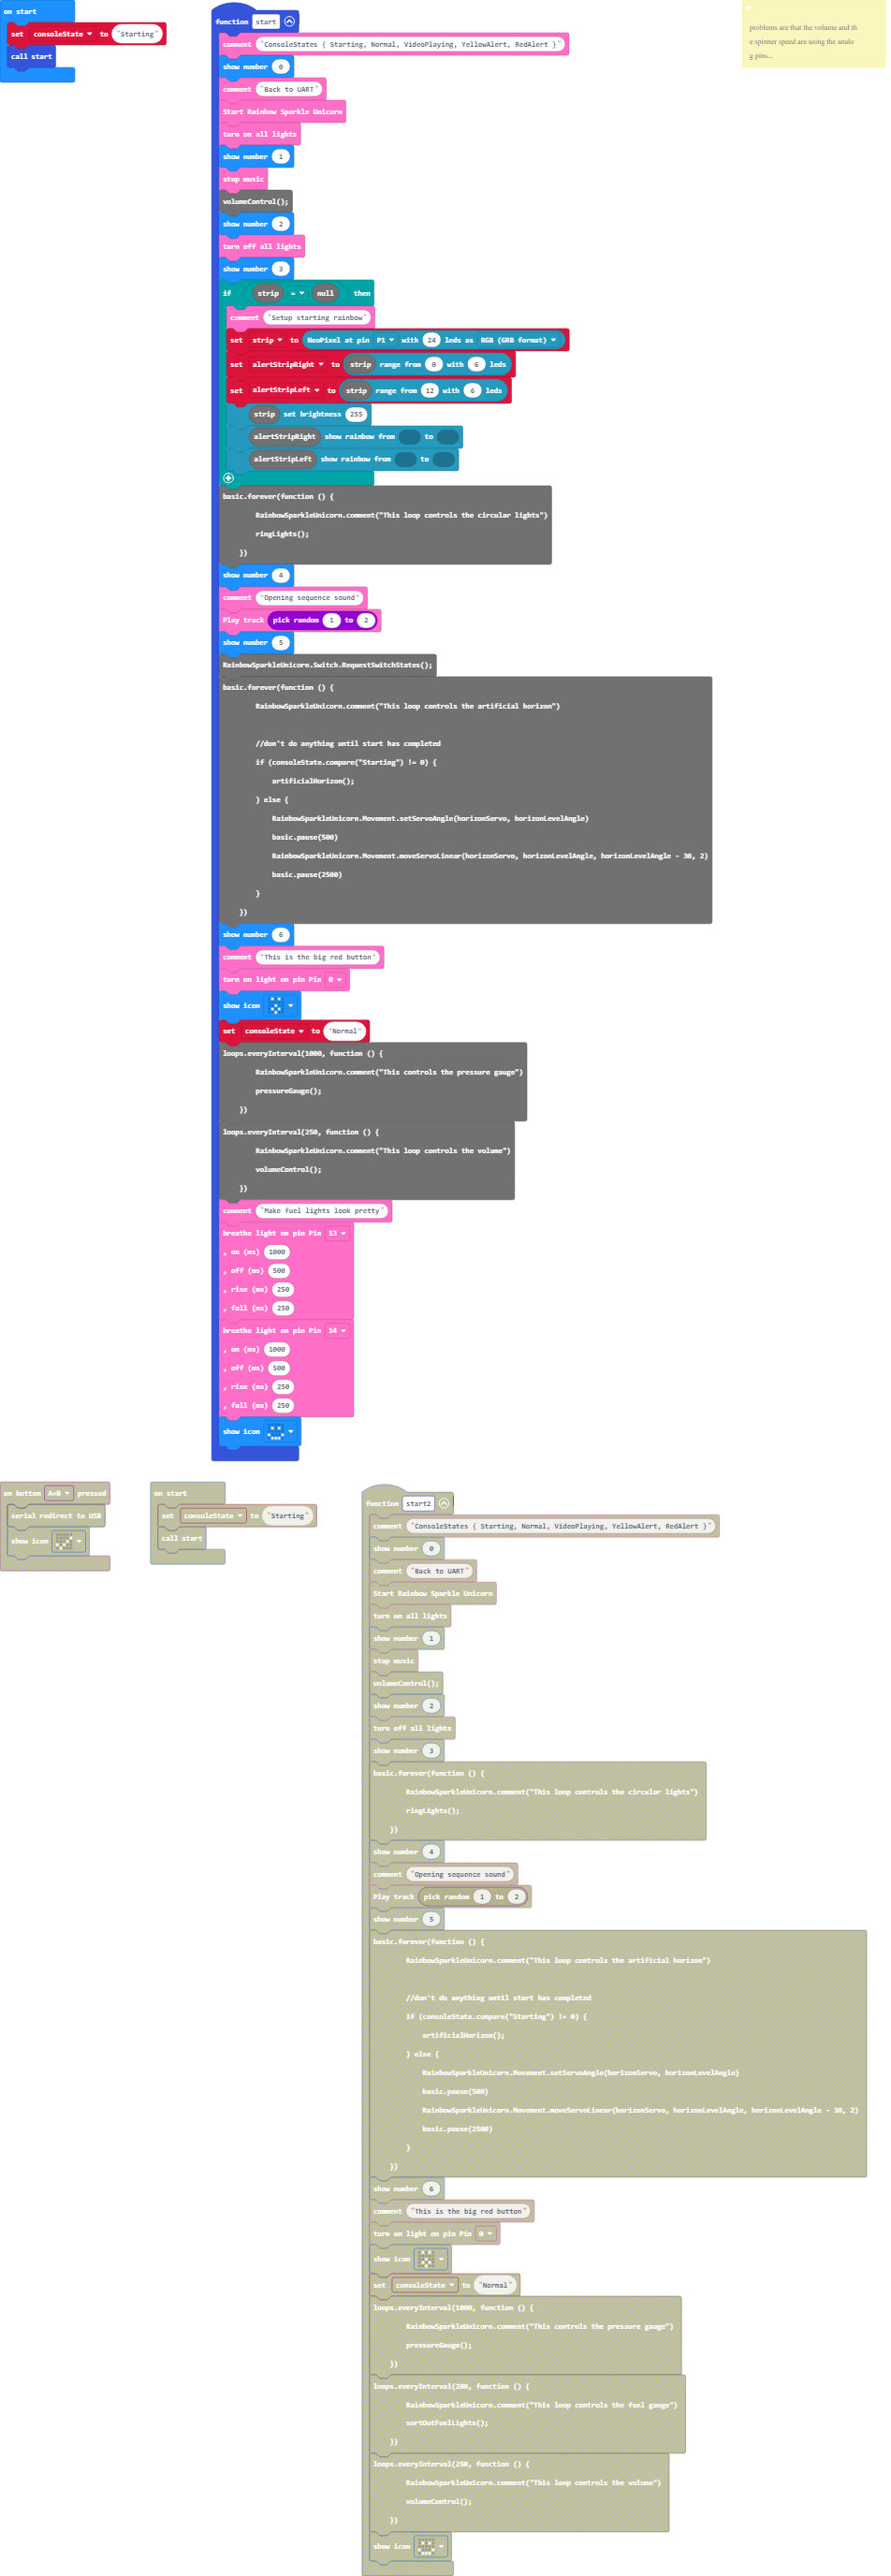 on start
set consoleState to "Starting"
call start
problems are that the volume and th
e spinner speed are using the analo
g pins...
function start
comment "ConsoleStates { Starting, Normal, VideoPlaying, YellowAlert, RedAlert }"
show number 0
comment "Back to UART"
Start Rainbow Sparkle Unicorn
turn on all lights
show number 1
stop music
volumeControl();
show number 2
turn off all lights
show number 3
if strip = null then
comment "Setup starting rainbow"
set strip to NeoPixel at pin P1 with 24 leds as RGB (GRB format)
set alertStripRight to strip range from 0 with 6 leds
set alertStripLeft to strip range from 12 with 6 leds
strip set brightness 255
alertStripRight show rainbow from to
alertStripLeft show rainbow from to
basic.forever(function () {
RainbowSparkleUnicorn.comment("This loop controls the circular lights")
ringLights();
})
show number 4
comment "Opening sequence sound"
Play track pick random 1 to 2
show number 5
RainbowSparkleUnicorn.Switch.RequestSwitchStates();
basic.forever(function () {
RainbowSparkleUnicorn.comment("This loop controls the artificial horizon")
//don't do anything until start has completed
if (consoleState.compare("Starting") != 0) {
artificialHorizon();
} else {
RainbowSparkleUnicorn.Movement.setServoAngle(horizonServo, horizonLevelAngle)
basic.pause(500)
RainbowSparkleUnicorn.Movement.moveServoLinear(horizonServo, horizonLevelAngle, horizonLevelAngle - 30, 2)
basic.pause(2500)
}
})
show number 6
comment "This is the big red button"
turn on light on pin Pin 0
show icon
set consoleState to "Normal"
loops.everyInterval(1000, function () {
RainbowSparkleUnicorn.comment("This controls the pressure gauge")
pressureGauge();
})
loops.everyInterval(250, function () {
RainbowSparkleUnicorn.comment("This loop controls the volume")
volumeControl();
})
comment "Make fuel lights look pretty"
breathe light on pin Pin 13
, on (ms) 1000
, off (ms) 500
, rise (ms) 250
, fall (ms) 250
breathe light on pin Pin 14
, on (ms) 1000
, off (ms) 500
, rise (ms) 250
, fall (ms) 250
show icon
on button A+B pressed
serial redirect to USB
show icon
on start
set consoleState to "Starting"
call start
function start2
comment "ConsoleStates { Starting, Normal, VideoPlaying, YellowAlert, RedAlert }"
show number 0
comment "Back to UART"
Start Rainbow Sparkle Unicorn
turn on all lights
show number 1
stop music
volumeControl();
show number 2
turn off all lights
show number 3
basic.forever(function () {
RainbowSparkleUnicorn.comment("This loop controls the circular lights")
ringLights();
})
show number 4
comment "Opening sequence sound"
Play track pick random 1 to 2
show number 5
basic.forever(function () {
RainbowSparkleUnicorn.comment("This loop controls the artificial horizon")
//don't do anything until start has completed
if (consoleState.compare("Starting") != 0) {
artificialHorizon();
} else {
RainbowSparkleUnicorn.Movement.setServoAngle(horizonServo, horizonLevelAngle)
basic.pause(500)
RainbowSparkleUnicorn.Movement.moveServoLinear(horizonServo, horizonLevelAngle, horizonLevelAngle - 30, 2)
basic.pause(2500)
}
})
show number 6
comment "This is the big red button"
turn on light on pin Pin 0
show icon
set consoleState to "Normal"
loops.everyInterval(1000, function () {
RainbowSparkleUnicorn.comment("This controls the pressure gauge")
pressureGauge();
})
loops.everyInterval(200, function () {
RainbowSparkleUnicorn.comment("This loop controls the fuel gauge")
sortOutFuelLights();
})
loops.everyInterval(250, function () {
RainbowSparkleUnicorn.comment("This loop controls the volume")
volumeControl();
})
show icon